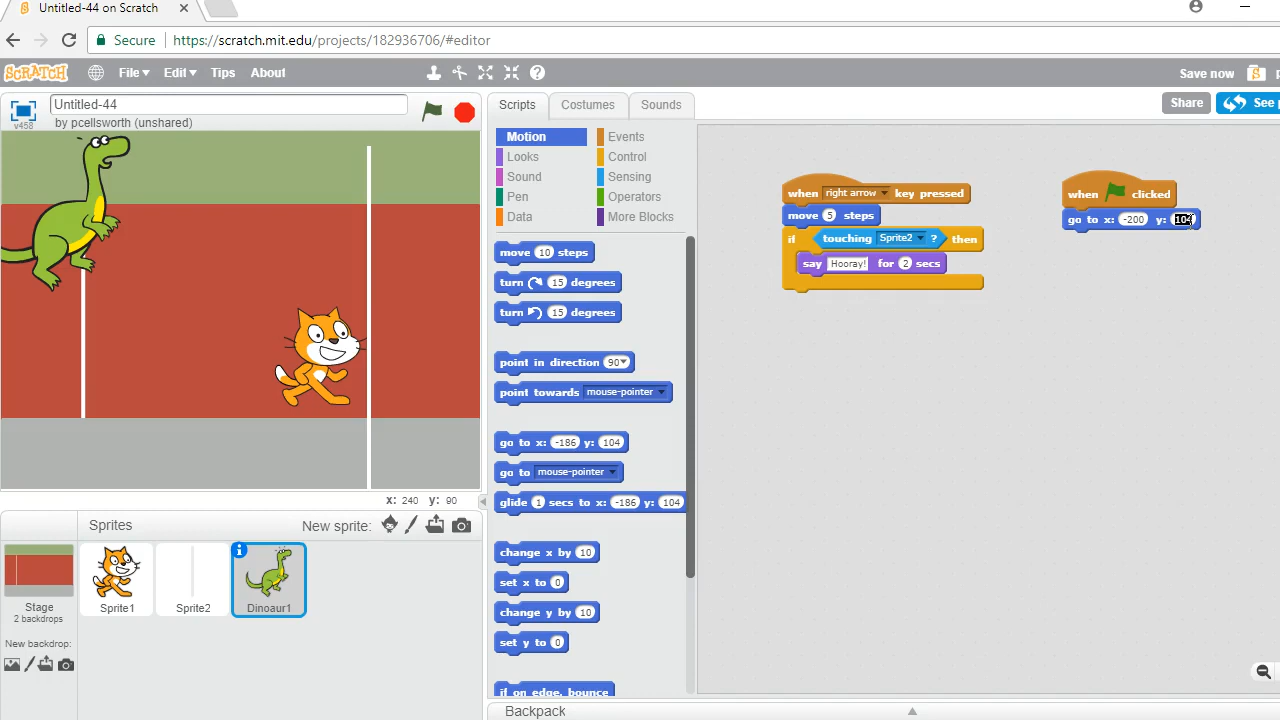 Untitled-44 on Scratch
Secure https://scratch.mit.edu/projects/182936706/#editor
SCRATCH File Edit Tips About Save now
Untitled-44
by pcellsworth (unshared)
v458
Scripts Costumes Sounds
Share See
Motion Events
Looks Control
Sound Sensing
Pen Operators
Data More Blocks
move 10 steps
turn 15 degrees
turn 15 degrees
point in direction 90
point towards mouse-pointer
go to x: -186 y: 104
go to mouse-pointer
glide 1 secs to x: -186 y: 104
change x by 10
set x to 0
change y by 10
set y to 0
if on edge, bounce
when right arrow key pressed
move 5 steps
if touching Sprite2 ? then
say Hooray! for 2 secs
when clicked
go to x: -200 y: 104
x: 240 y: 90
Sprites New sprite:
Stage
2 backdrops
New backdrop:
Sprite1
Sprite2
Dinoaur1
Backpack